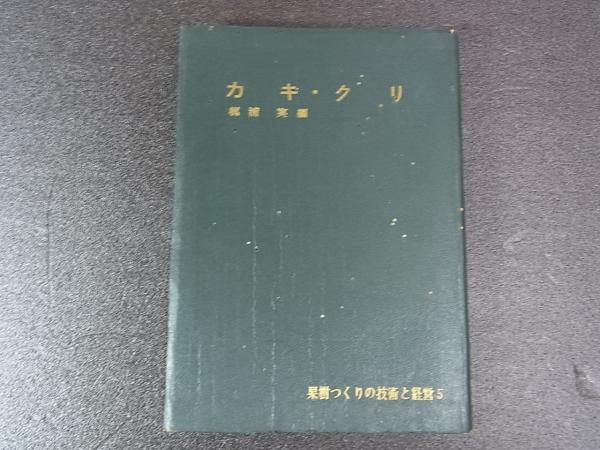 カキ・クリ
梶浦 実編
果樹つくりの技術と経営5